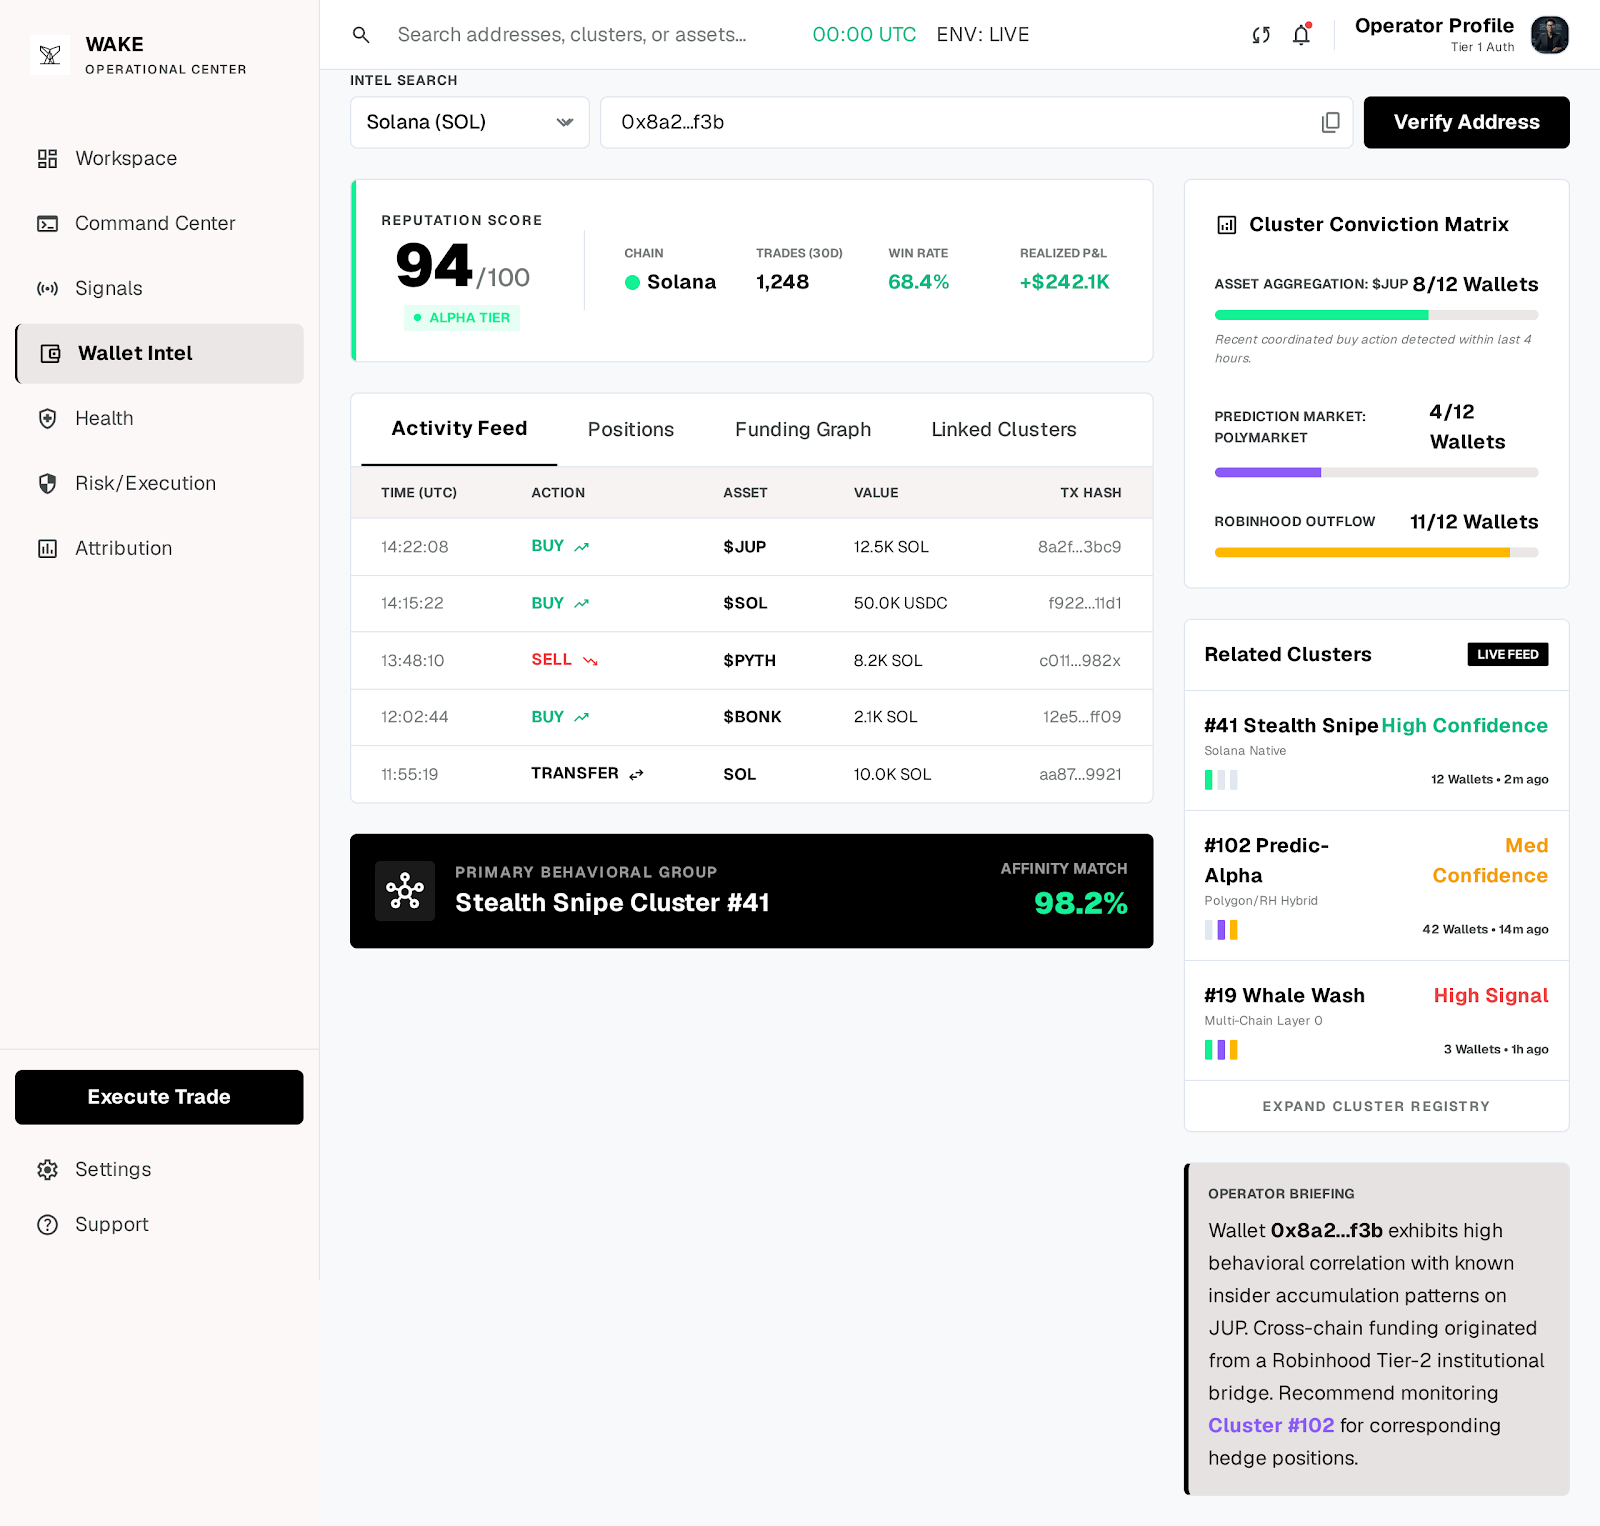 WAKE
OPERATIONAL CENTER
Workspace
Command Center
Signals
Wallet Intel
Health
Risk/Execution
Attribution
Execute Trade
Settings
Support
Search addresses, clusters, or assets...
00:00 UTC
ENV: LIVE
Operator Profile
Tier 1 Auth
INTEL SEARCH
Solana (SOL)
0x8a2...f3b
Verify Address
REPUTATION SCORE
94/100
ALPHA TIER
CHAIN
Solana
TRADES (30D)
1,248
WIN RATE
68.4%
REALIZED P&L
+$242.1K
Activity Feed
Positions
Funding Graph
Linked Clusters
TIME (UTC) ACTION ASSET VALUE TX HASH
14:22:08 BUY $JUP 12.5K SOL 8a2f...3bc9
14:15:22 BUY $SOL 50.0K USDC f922...11d1
13:48:10 SELL $PYTH 8.2K SOL c011...982x
12:02:44 BUY $BONK 2.1K SOL 12e5...ff09
11:55:19 TRANSFER SOL 10.0K SOL aa87...9921
PRIMARY BEHAVIORAL GROUP
Stealth Snipe Cluster #41
AFFINITY MATCH
98.2%
Cluster Conviction Matrix
ASSET AGGREGATION: $JUP 8/12 Wallets
Recent coordinated buy action detected within last 4
hours.
PREDICTION MARKET:
POLYMARKET
4/12
Wallets
ROBINHOOD OUTFLOW 11/12 Wallets
Related Clusters
LIVE FEED
#41 Stealth Snipe High Confidence
Solana Native
12 Wallets • 2m ago
#102 Predic-
Alpha
Med
Confidence
Polygon/RH Hybrid
42 Wallets • 14m ago
#19 Whale Wash High Signal
Multi-Chain Layer 0
3 Wallets • 1h ago
EXPAND CLUSTER REGISTRY
OPERATOR BRIEFING
Wallet 0x8a2...f3b exhibits high
behavioral correlation with known
insider accumulation patterns on
JUP. Cross-chain funding originated
from a Robinhood Tier-2 institutional
bridge. Recommend monitoring
Cluster #102 for corresponding
hedge positions.